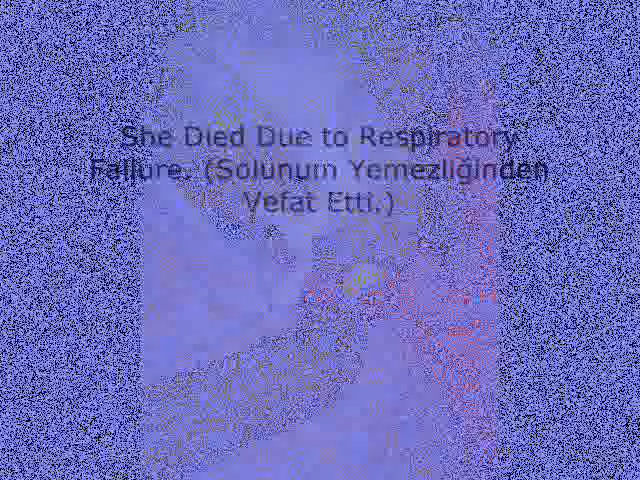 She Died Due to Respiratory
Failure. (Solunum Yemezliğinden
Vefat Etti.)